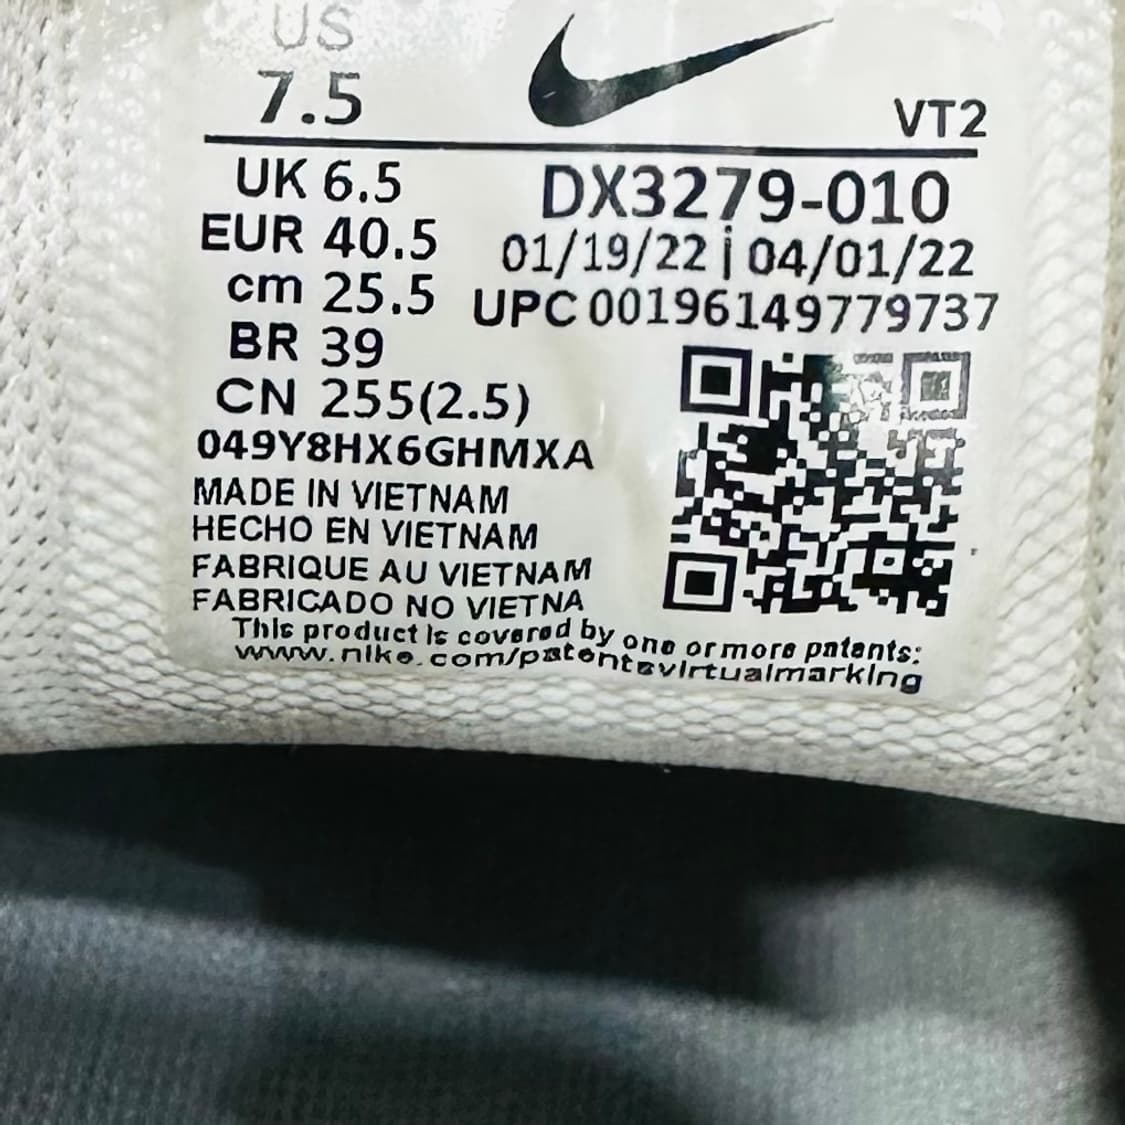 US
7.5
VT2
UK 6.5
DX3279-010
EUR 40.5
01/19/22 | 04/01/22
cm 25.5
UPC 00196149779737
BR 39
CN 255(2.5)
049Y8HX6GHMXA
MADE IN VIETNAM
HECHO EN VIETNAM
FABRIQUE AU VIETNAM
FABRICADO NO VIETNA
This product is covered by one or more patents:
www.nike.com/patentsvirtualmarking